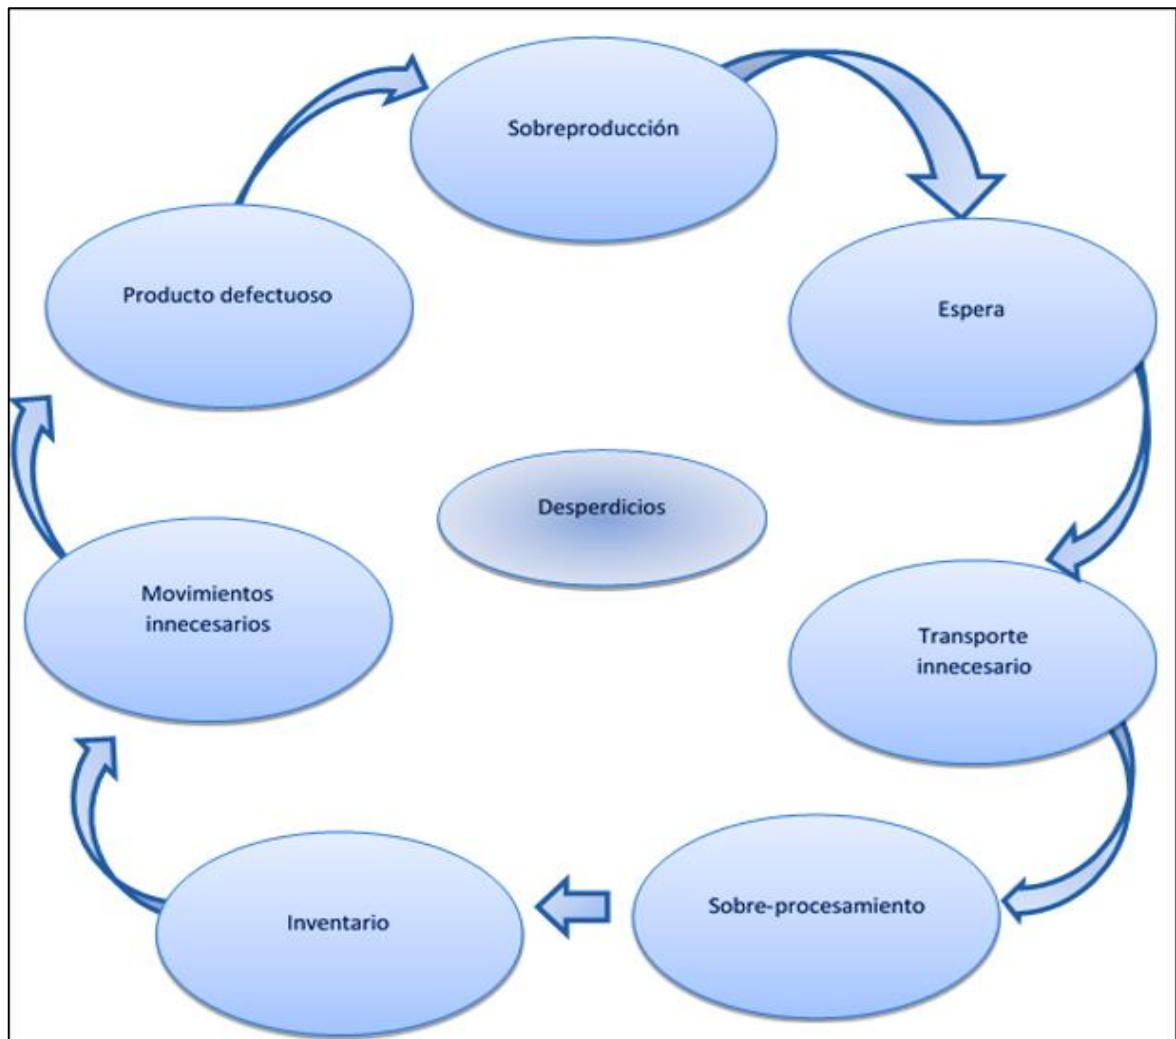 Sobreproducción
Espera
Transporte
innecesario
Sobre-procesamiento
Inventario
Movimientos
innecesarios
Producto defectuoso
Desperdicios